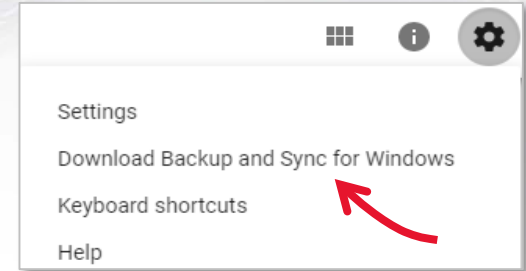 Settings
Download Backup and Sync for Windows
Keyboard shortcuts
Help